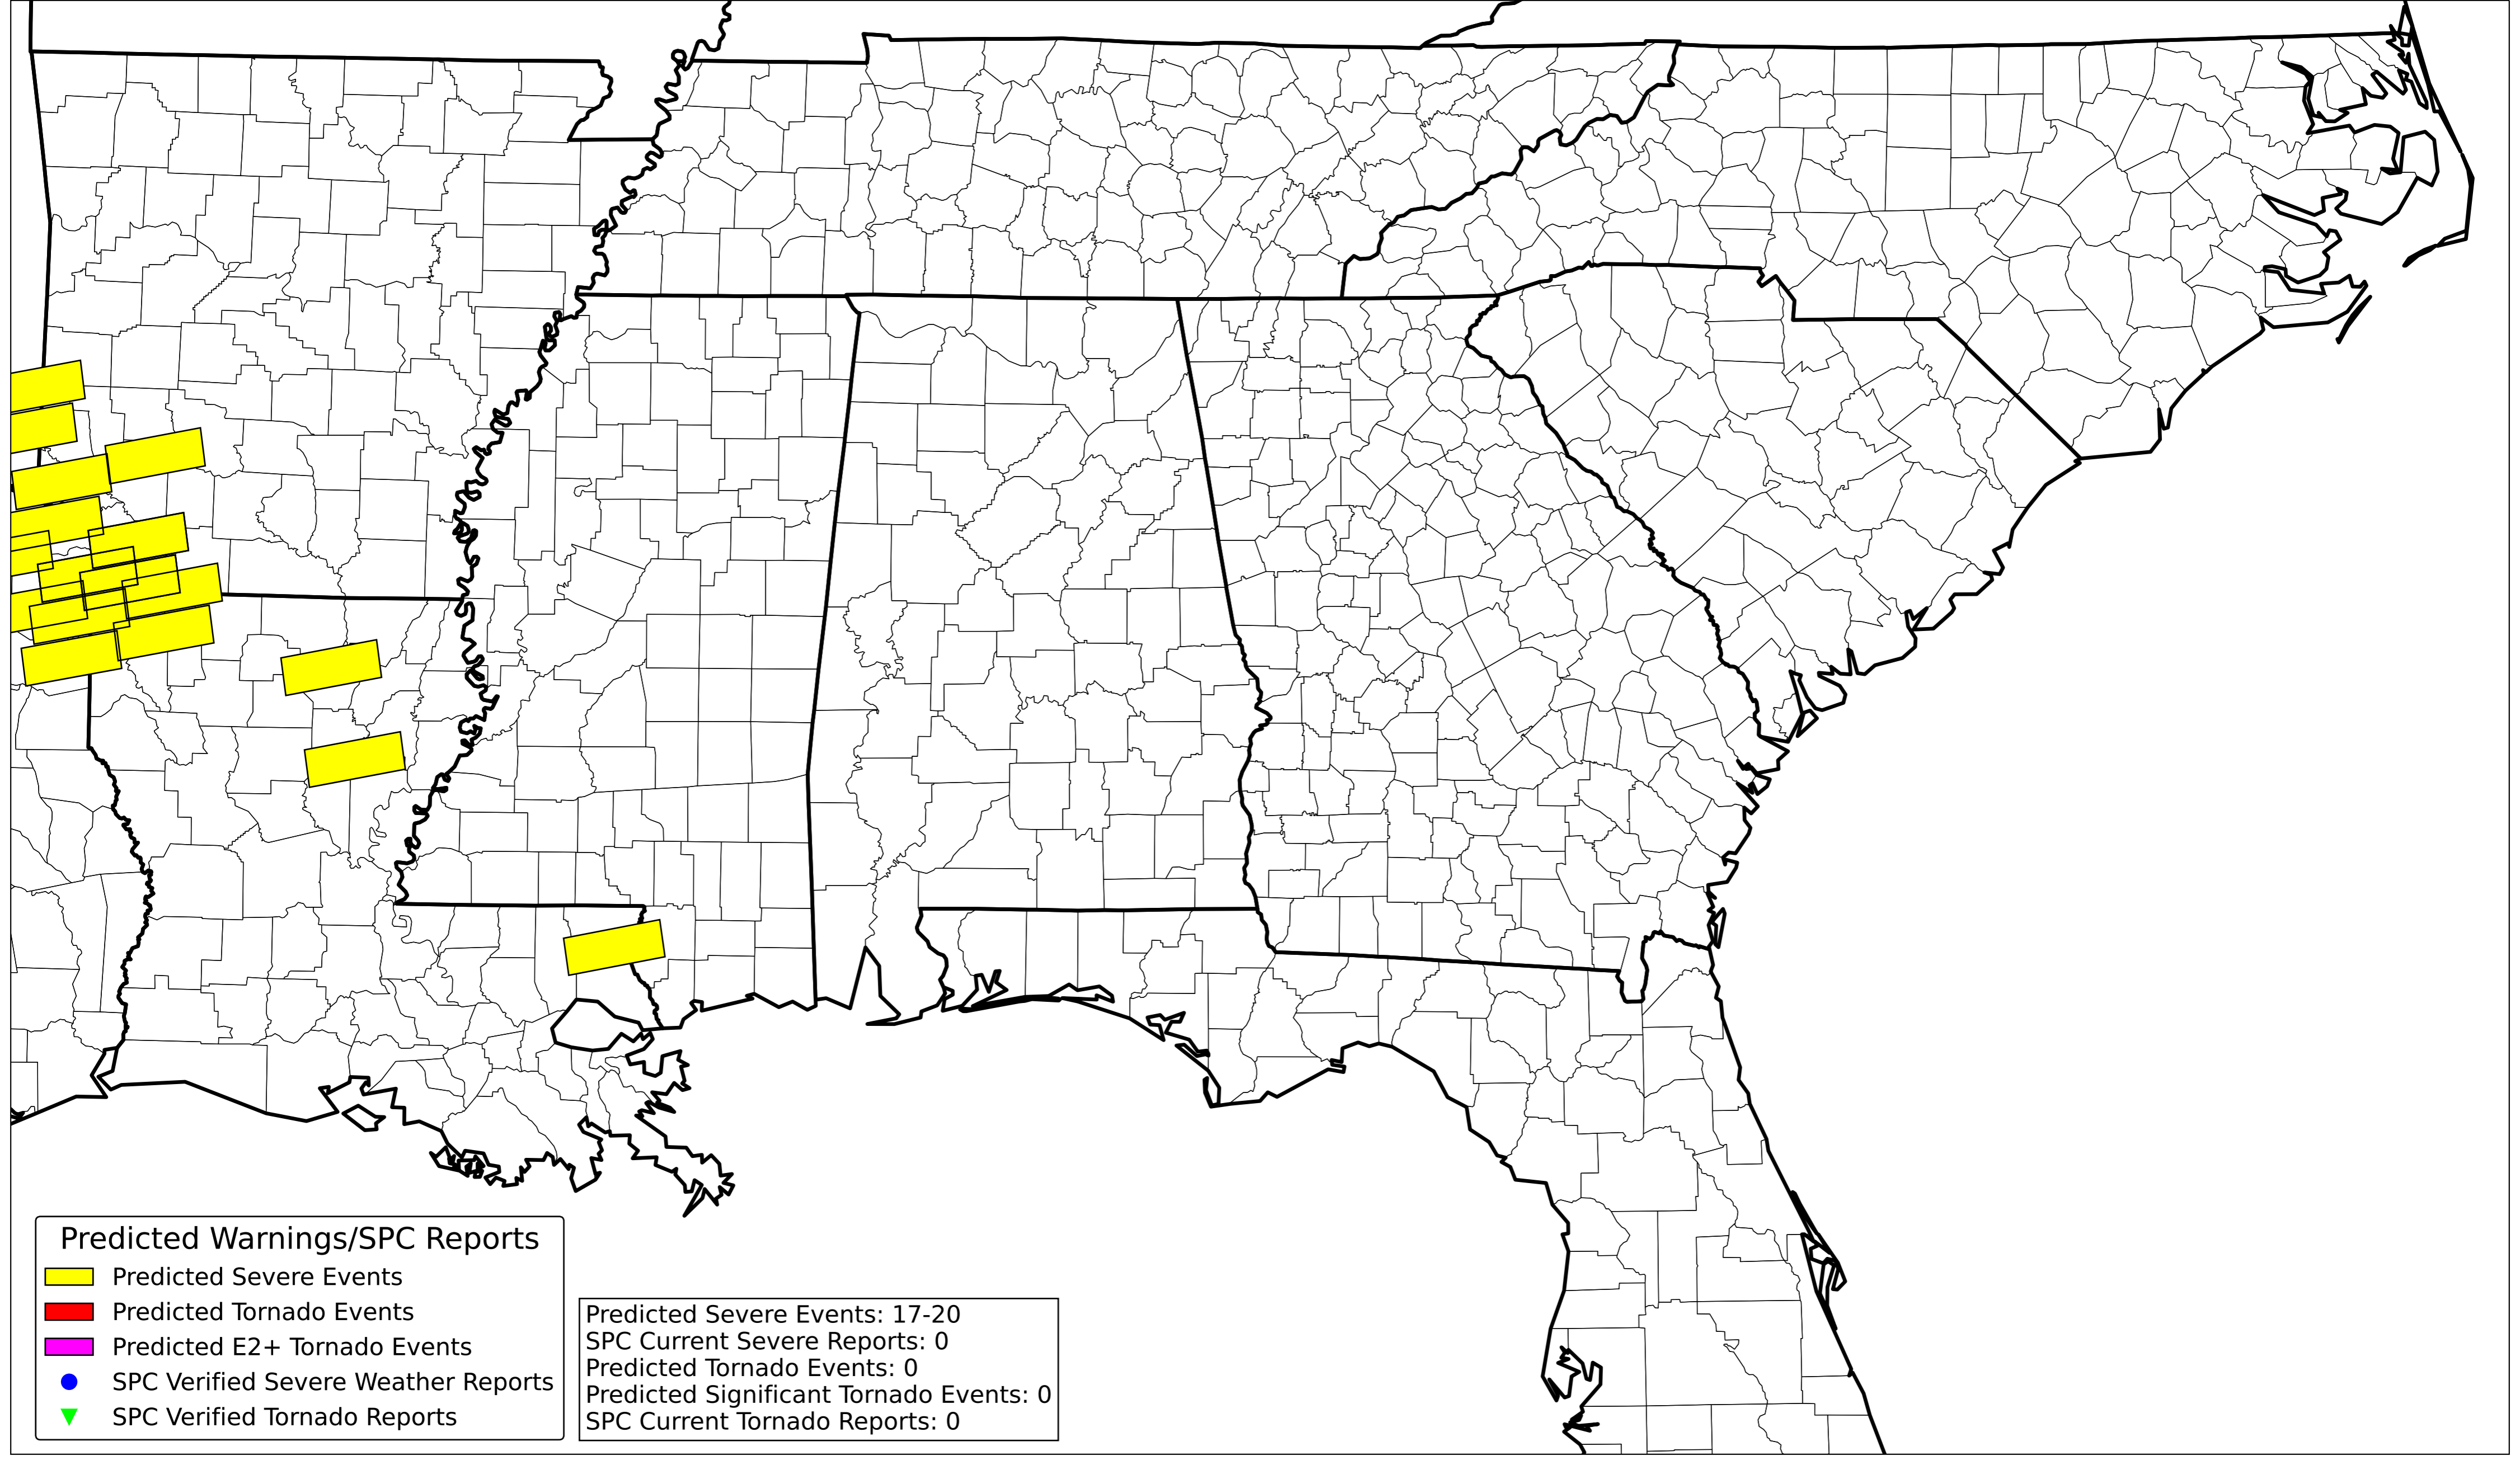 Predicted Warnings/SPC Reports
Predicted Severe Events
Predicted Tornado Events
Predicted E2+ Tornado Events
SPC Verified Severe Weather Reports
SPC Verified Tornado Reports
Predicted Severe Events: 17-20
SPC Current Severe Reports: 0
Predicted Tornado Events: 0
Predicted Significant Tornado Events: 0
SPC Current Tornado Reports: 0